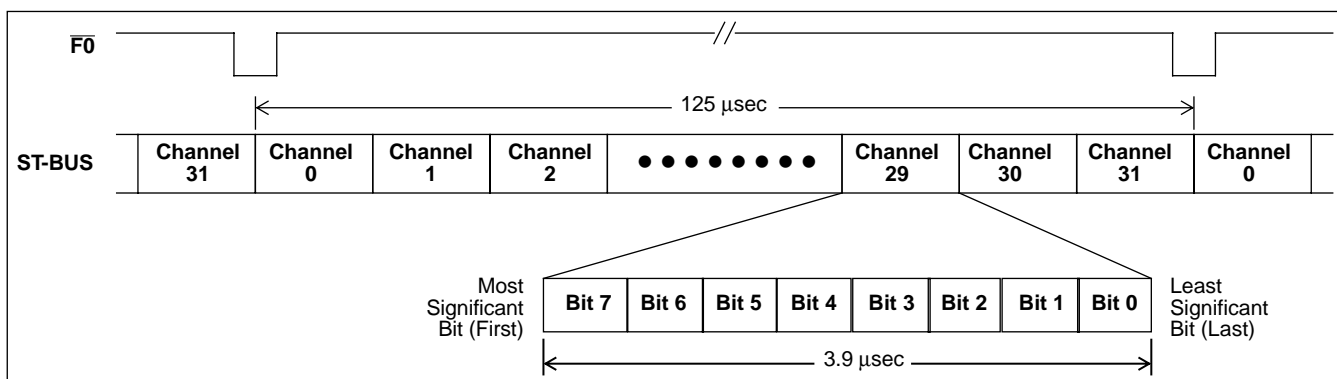 F0
125 µsec
ST-BUS
Channel 31
Channel 0
Channel 1
Channel 2
Channel 29
Channel 30
Channel 31
Channel 0
Most
Significant
Bit (First)
Bit 7 Bit 6 Bit 5 Bit 4 Bit 3 Bit 2 Bit 1 Bit 0
Least
Significant
Bit (Last)
3.9 µsec